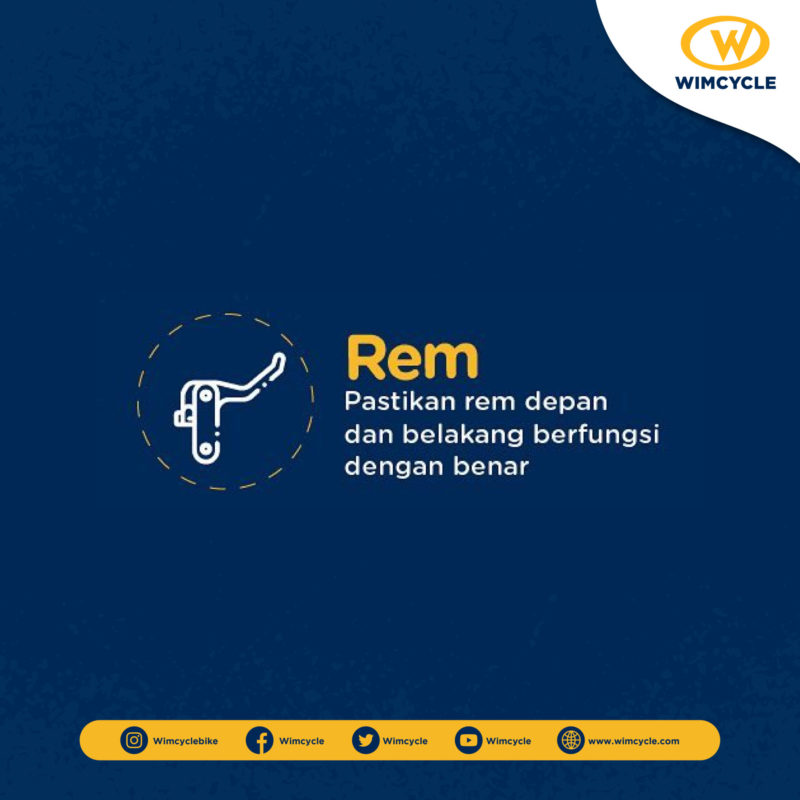 WIMCYCLE
Rem
Pastikan rem depan
dan belakang berfungsi
dengan benar
Wimcyclebike Wimcycle Wimcycle Wimcycle www.wimcycle.com